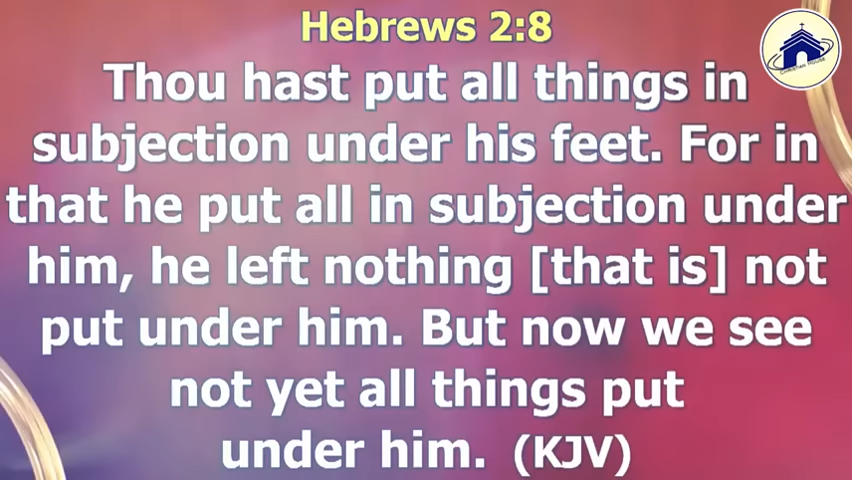 Hebrews 2:8
Thou hast put all things in
subjection under his feet. For in
that he put all in subjection under
him, he left nothing [that is] not
put under him. But now we see
not yet all things put
under him. (KJV)
CHRISTIAN HOUSE